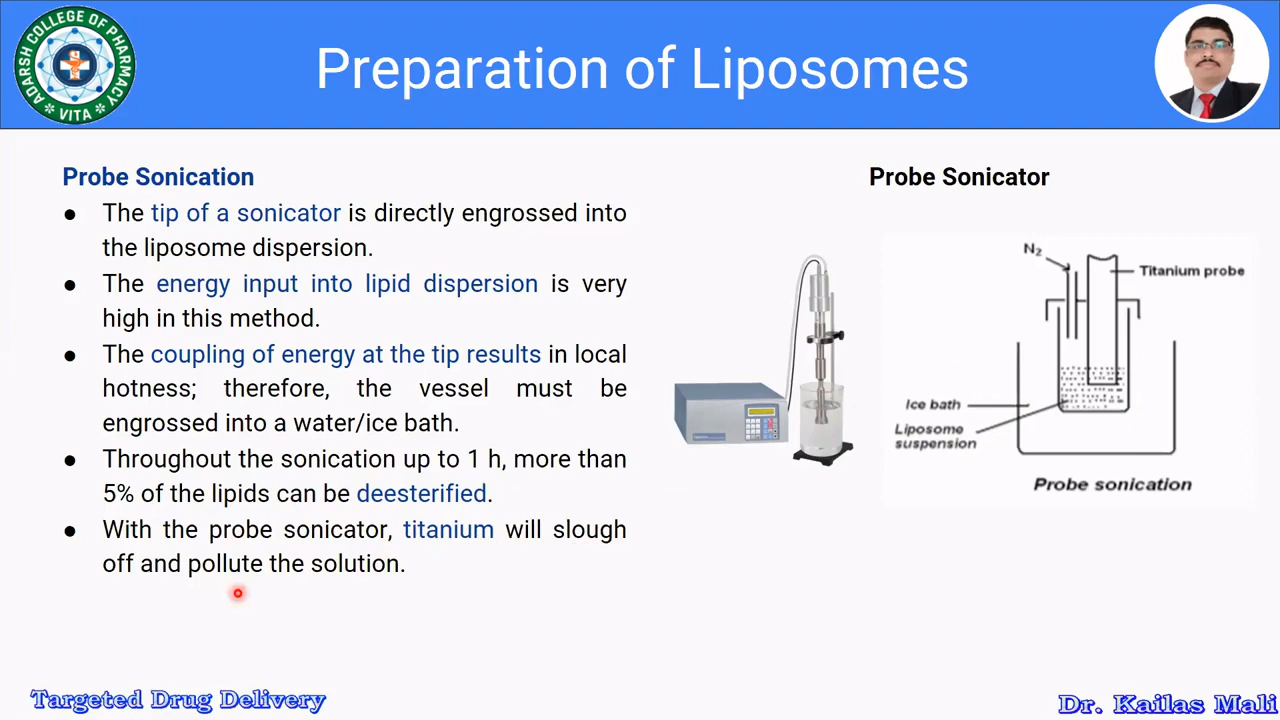 ADARSH COLLEGE OF PHARMACY
VITA
Preparation of Liposomes
Probe Sonication
● The tip of a sonicator is directly engrossed into
the liposome dispersion.
● The energy input into lipid dispersion is very
high in this method.
● The coupling of energy at the tip results in local
hotness; therefore, the vessel must be
engrossed into a water/ice bath.
● Throughout the sonication up to 1 h, more than
5% of the lipids can be deesterified.
● With the probe sonicator, titanium will slough
off and pollute the solution.
Probe Sonicator
N₂
Titanium probe
Ice bath
Liposome
suspension
Probe sonication
Targeted Drug Delivery
Dr. Kailas Mali